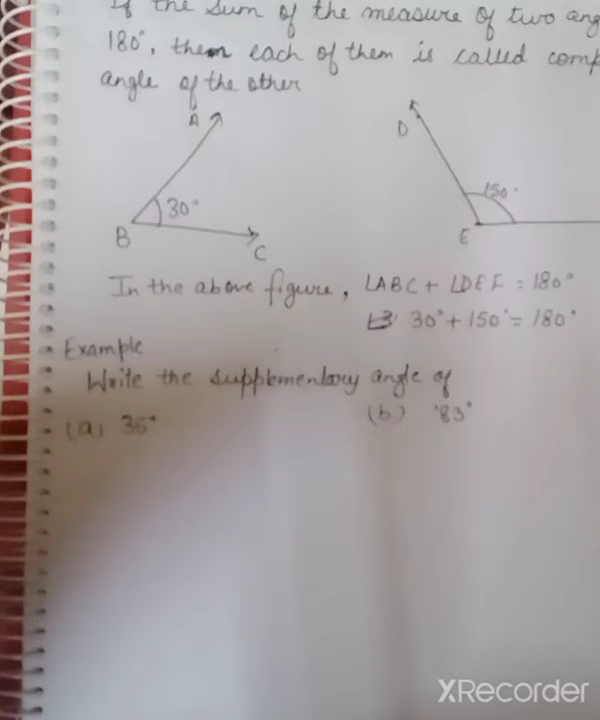 If the sum of the measure of two ang
180°, them each of them is called comp
angle of the other
A
30°
B
C
D
150°
E
In the above figure, ∠ABC + ∠DEF = 180°
30° + 150° = 180°
Example
Write the supplementary angle of
(a) 36°
(b) 83°
XRecorder